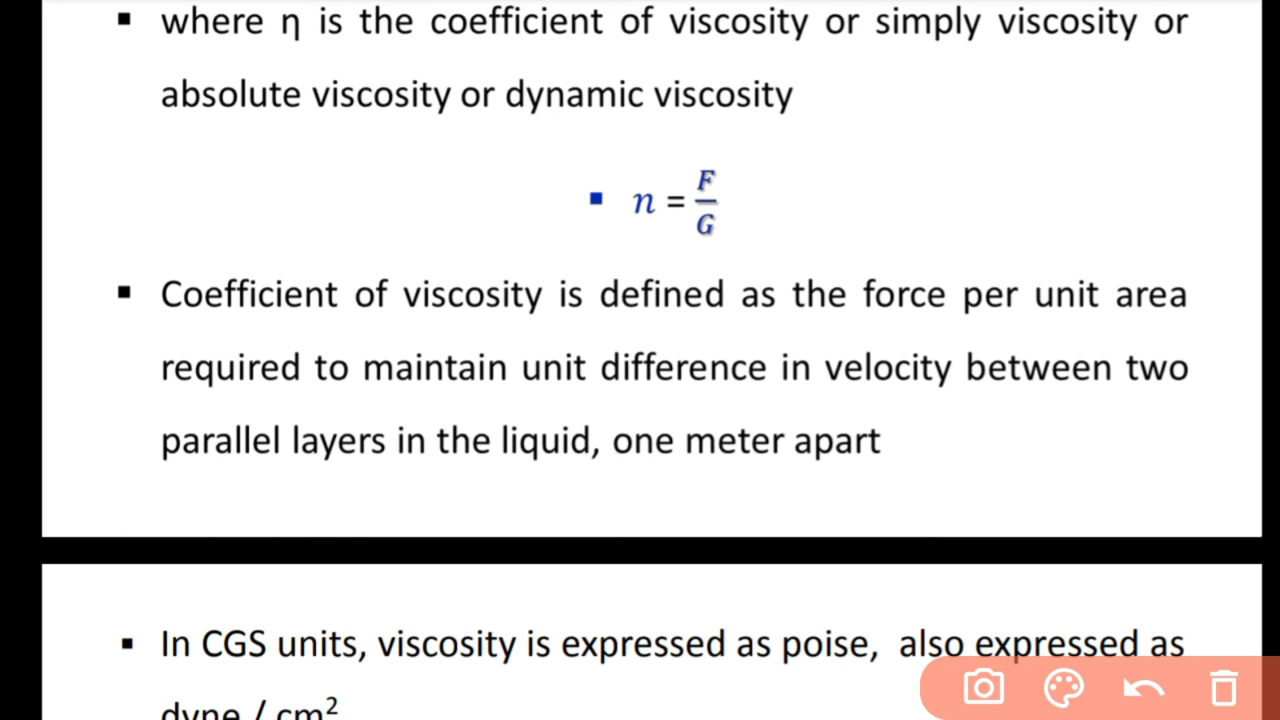 ▪ where η is the coefficient of viscosity or simply viscosity or
absolute viscosity or dynamic viscosity
▪ n = F/G
▪ Coefficient of viscosity is defined as the force per unit area
required to maintain unit difference in velocity between two
parallel layers in the liquid, one meter apart
▪ In CGS units, viscosity is expressed as poise, also expressed as
dyne / cm²